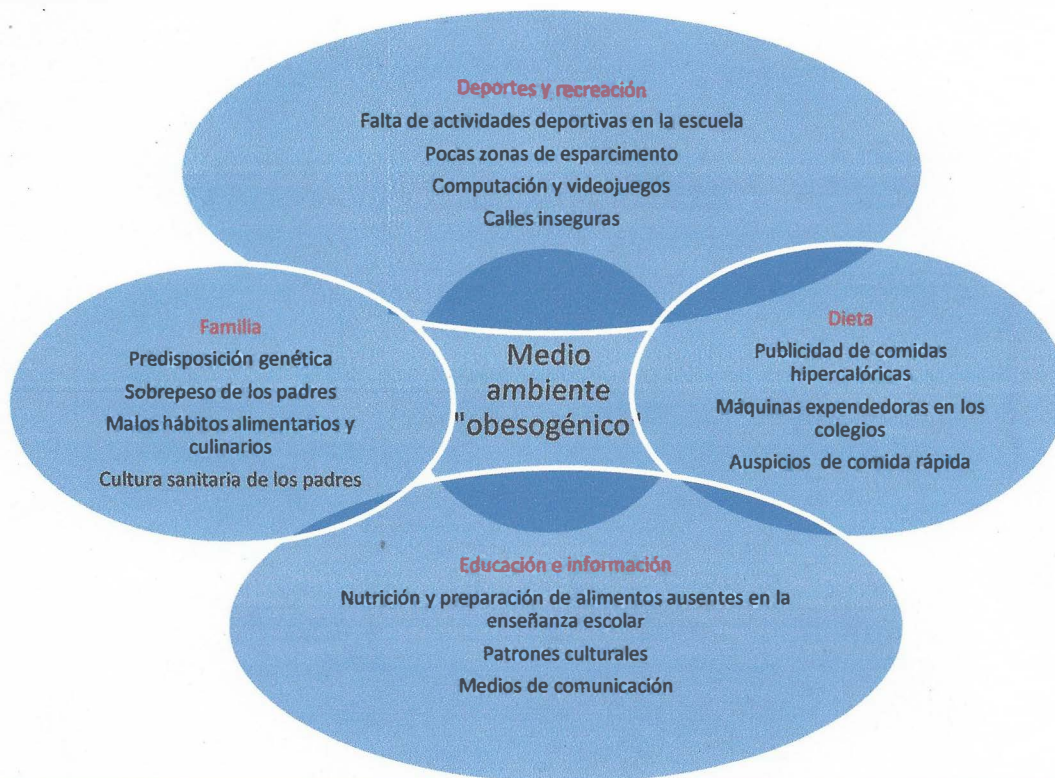 Deportes y recreación
Falta de actividades deportivas en la escuela
Pocas zonas de esparcimento
Computación y videojuegos
Calles inseguras
Familia
Predisposición genética
Sobrepeso de los padres
Malos hábitos alimentarios y
culinarios
Cultura sanitaria de los padres
Medio
ambiente
"obesogénico"
Dieta
Publicidad de comidas
hipercalóricas
Máquinas expendedoras en los
colegios
Auspicios de comida rápida
Educación e información
Nutrición y preparación de alimentos ausentes en la
enseñanza escolar
Patrones culturales
Medios de comunicación